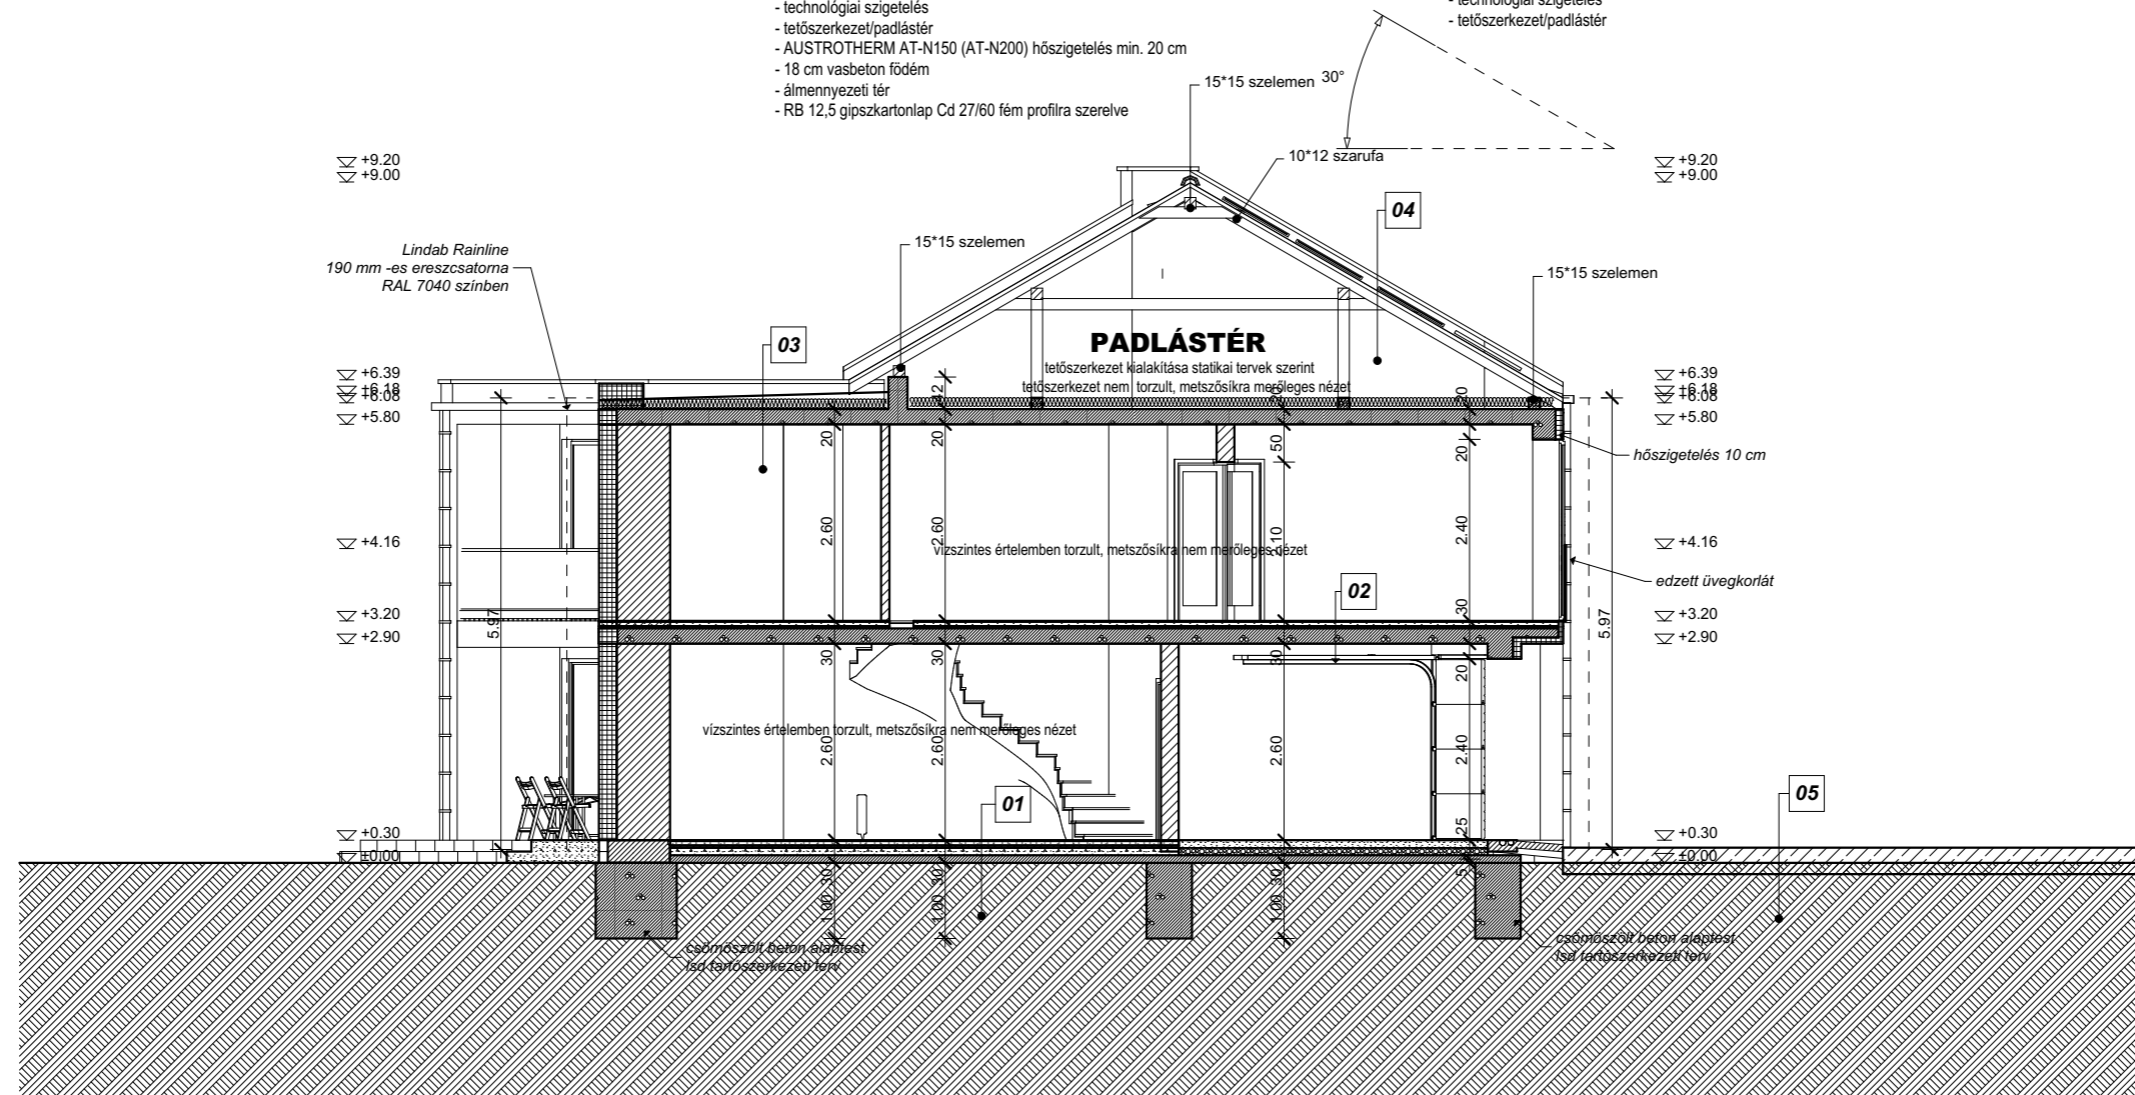 - technológiai szigetelés
- tetőszerkezet/padlástér
- AUSTROTHERM AT-N150 (AT-N200) hőszigetelés min. 20 cm
- 18 cm vasbeton födém
- álmennyezeti tér
- RB 12,5 gipszkartonlap Cd 27/60 fém profilra szerelve
- technológiai szigetelés
- tetőszerkezet/padlástér
15*15 szelemen
30°
10*12 szarufa
+9.20
+9.00
+9.20
+9.00
04
Lindab Rainline
190 mm -es ereszcsatorna
RAL 7040 színben
15*15 szelemen
15*15 szelemen
03
PADLÁSTÉR
tetőszerkezet kialakítása statikai tervek szerint
tetőszerkezet nem torzult, metszősíkra merőleges nézet
+6.39
+6.18
+6.08
+5.80
+6.39
+6.18
+6.08
+5.80
42
20
20
20
20
50
20
hőszigetelés 10 cm
2.60
2.60
2.10
2.40
vízszintes értelemben torzult, metszősíkra nem merőleges nézet
+4.16
+4.16
edzett üvegkorlát
02
+3.20
+2.90
+3.20
+2.90
5.97
5.97
30
30
30
30
20
vízszintes értelemben torzult, metszősíkra nem merőleges nézet
2.60
2.60
2.60
2.40
01
05
25
+0.30
±0.00
+0.30
±0.00
30
1.00
30
1.00
30
1.00
5
csömöszölt beton alaptest
lsd tartószerkezeti terv
csömöszölt beton alaptest
lsd tartószerkezeti terv